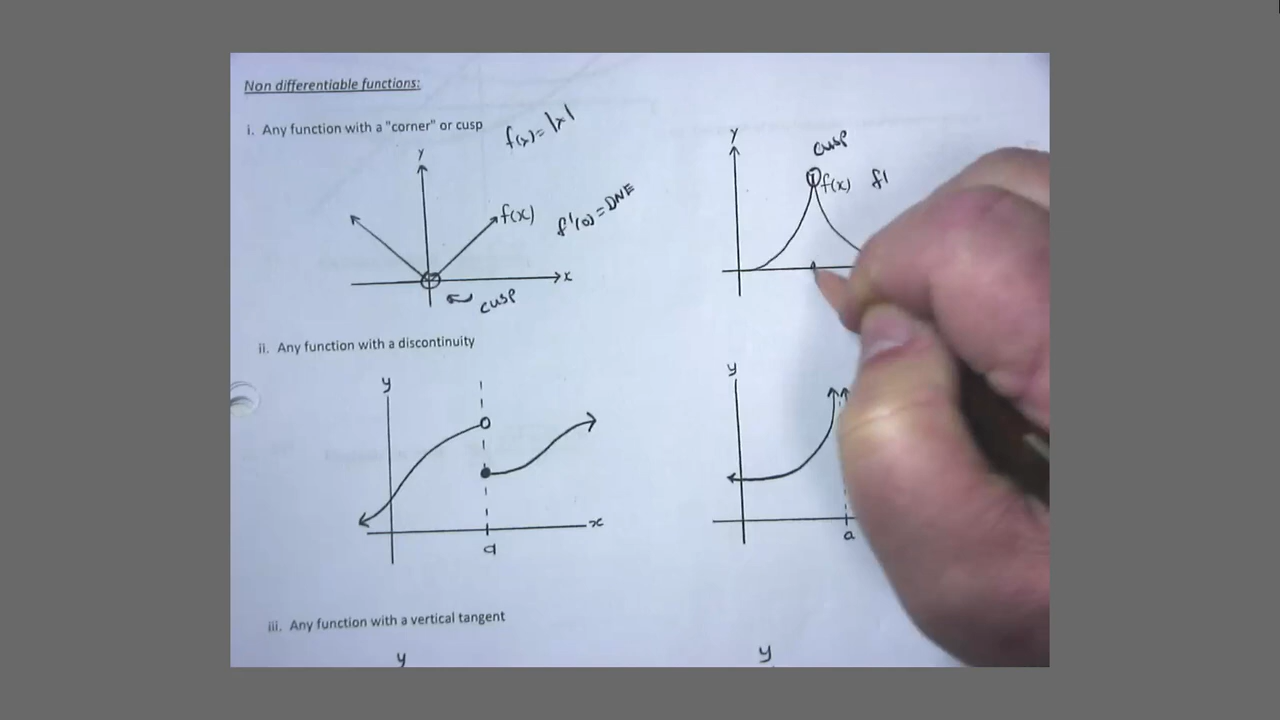 Non differentiable functions:
i. Any function with a "corner" or cusp
f(x)=|x|
y
f(x)
f'(0)=DNE
x
cusp
y
cusp
f(x) f'
ii. Any function with a discontinuity
y
x
a
y
a
iii. Any function with a vertical tangent
y
y